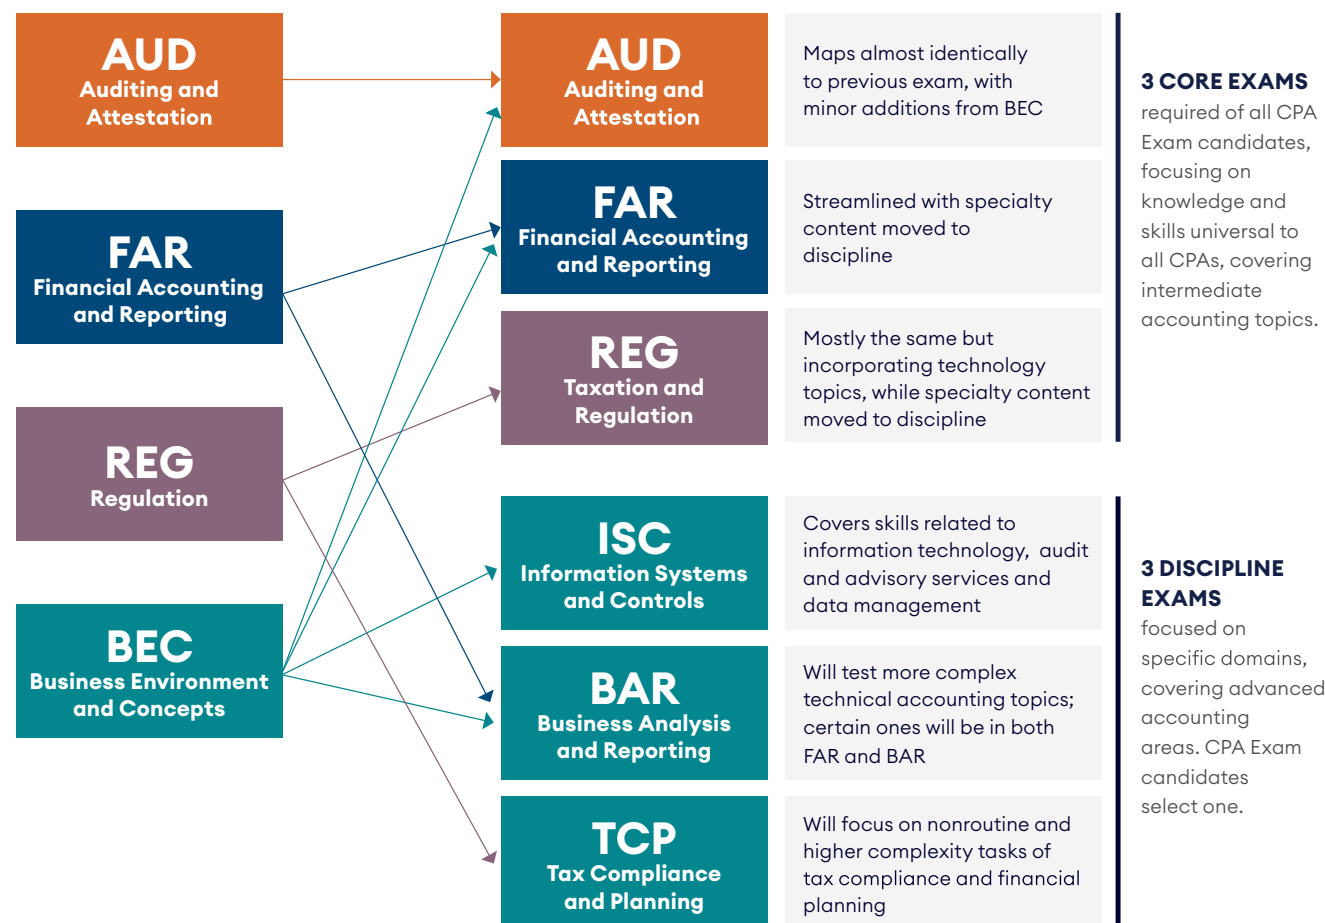 AUD
Auditing and
Attestation
FAR
Financial Accounting
and Reporting
REG
Regulation
BEC
Business Environment
and Concepts
AUD
Auditing and
Attestation
Maps almost identically
to previous exam, with
minor additions from BEC
FAR
Financial Accounting
and Reporting
Streamlined with specialty
content moved to
discipline
REG
Taxation and
Regulation
Mostly the same but
incorporating technology
topics, while specialty content
moved to discipline
3 CORE EXAMS
required of all CPA
Exam candidates,
focusing on
knowledge and
skills universal to
all CPAs, covering
intermediate
accounting topics.
ISC
Information Systems
and Controls
Covers skills related to
information technology, audit
and advisory services and
data management
BAR
Business Analysis
and Reporting
Will test more complex
technical accounting topics;
certain ones will be in both
FAR and BAR
TCP
Tax Compliance
and Planning
Will focus on nonroutine and
higher complexity tasks of
tax compliance and financial
planning
3 DISCIPLINE
EXAMS
focused on
specific domains,
covering advanced
accounting
areas. CPA Exam
candidates
select one.